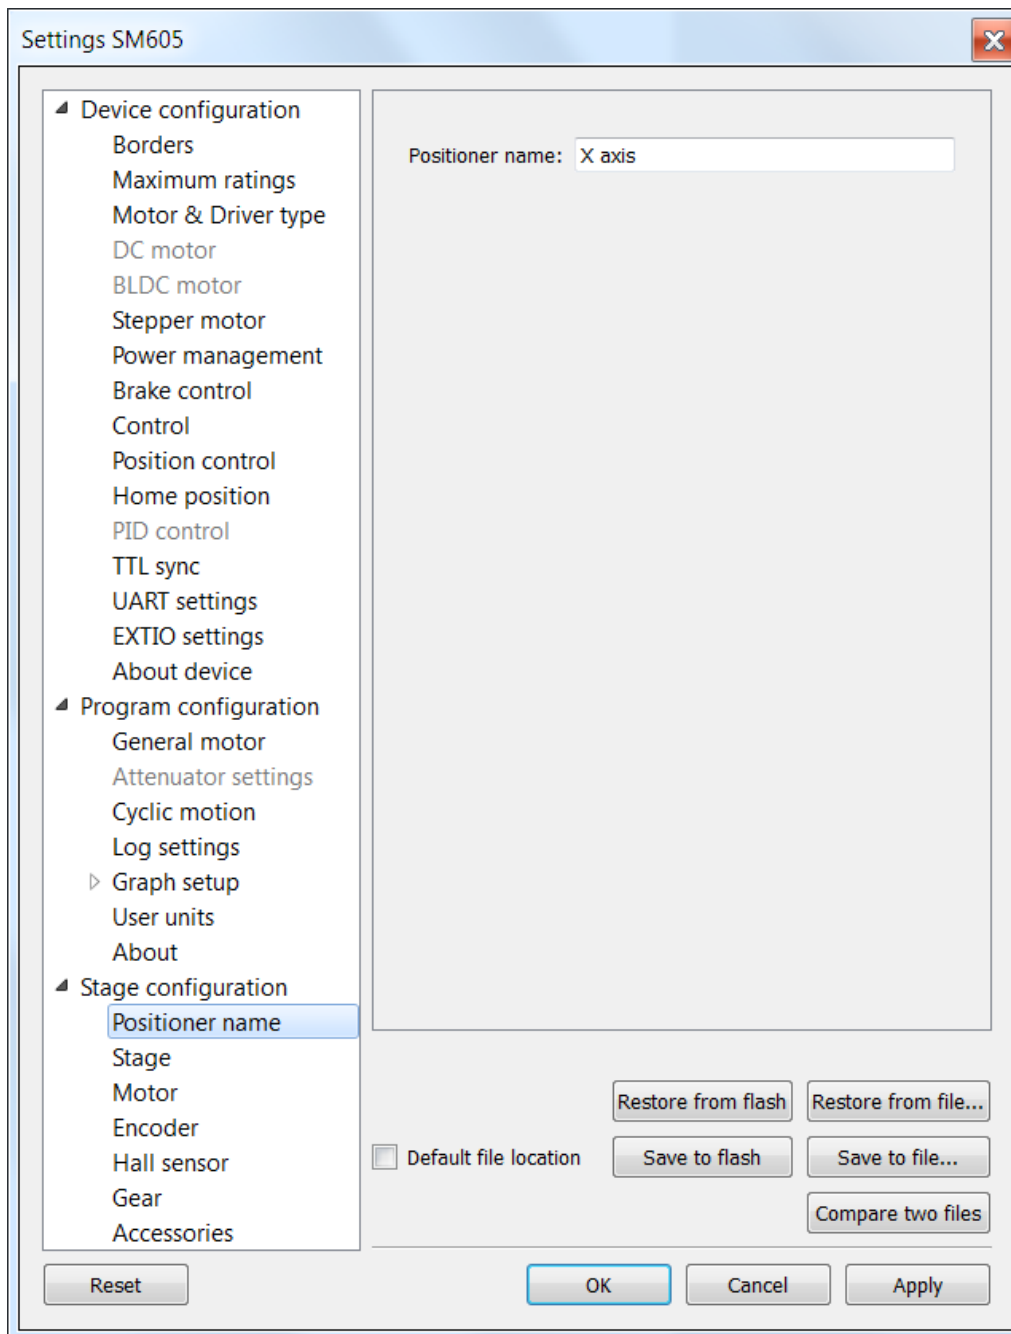 Settings SM605
Device configuration
Borders
Maximum ratings
Motor & Driver type
DC motor
BLDC motor
Stepper motor
Power management
Brake control
Control
Position control
Home position
PID control
TTL sync
UART settings
EXTIO settings
About device
Program configuration
General motor
Attenuator settings
Cyclic motion
Log settings
Graph setup
User units
About
Stage configuration
Positioner name
Stage
Motor
Encoder
Hall sensor
Gear
Accessories
Positioner name: X axis
Restore from flash Restore from file...
Default file location Save to flash Save to file...
Compare two files
Reset OK Cancel Apply